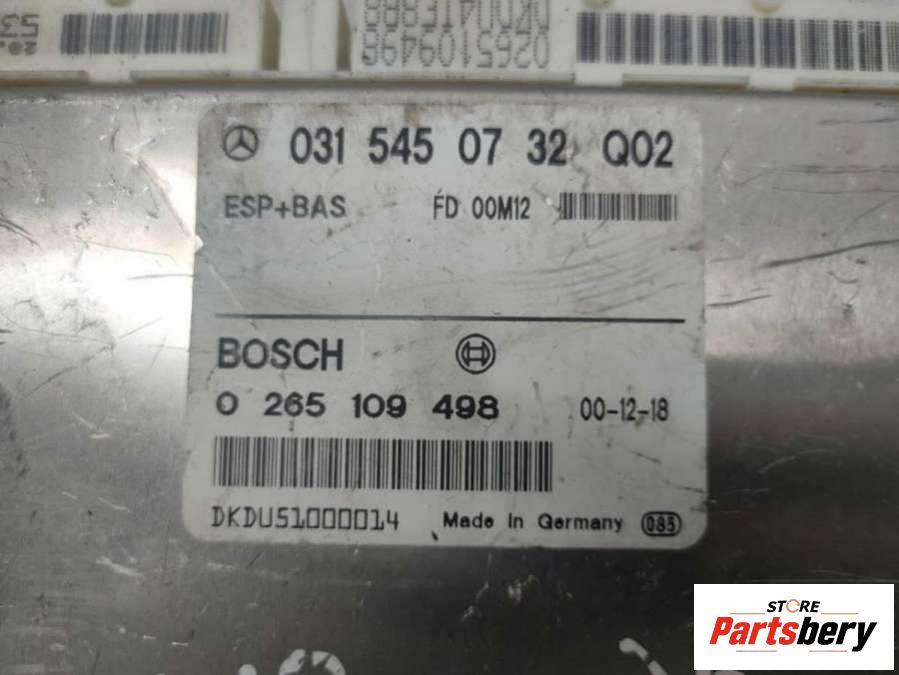 0265109498
031 545 07 32 Q02
ESP+BAS FD 00M12
BOSCH
0 265 109 498 00-12-18
DKDU51000014 Made in Germany 085
STORE
Partsbery